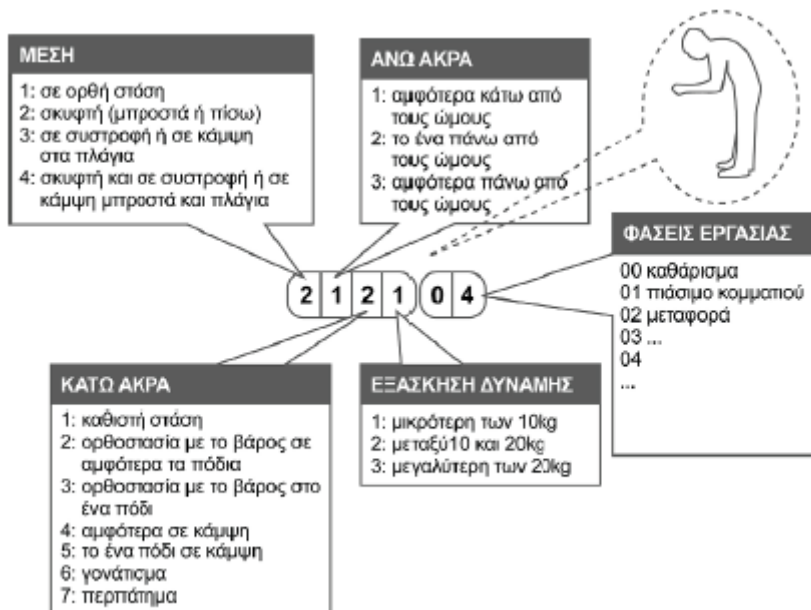 ΜΕΣΗ
1: σε ορθή στάση
2: σκυφτή (μπροστά ή πίσω)
3: σε συστροφή ή σε κάμψη
στα πλάγια
4: σκυφτή και σε συστροφή ή σε
κάμψη μπροστά και πλάγια
ΑΝΩ ΑΚΡΑ
1: αμφότερα κάτω από
τους ώμους
2: το ένα πάνω από
τους ώμους
3: αμφότερα πάνω από
τους ώμους
ΦΑΣΕΙΣ ΕΡΓΑΣΙΑΣ
00 καθάρισμα
01 πιάσιμο κομματιού
02 μεταφορά
03 ...
04
...
2 1 2 1 0 4
ΚΑΤΩ ΑΚΡΑ
1: καθιστή στάση
2: ορθοστασία με το βάρος σε
αμφότερα τα πόδια
3: ορθοστασία με το βάρος στο
ένα πόδι
4: αμφότερα σε κάμψη
5: το ένα πόδι σε κάμψη
6: γονάτισμα
7: περπάτημα
ΕΞΑΣΚΗΣΗ ΔΥΝΑΜΗΣ
1: μικρότερη των 10kg
2: μεταξύ10 και 20kg
3: μεγαλύτερη των 20kg